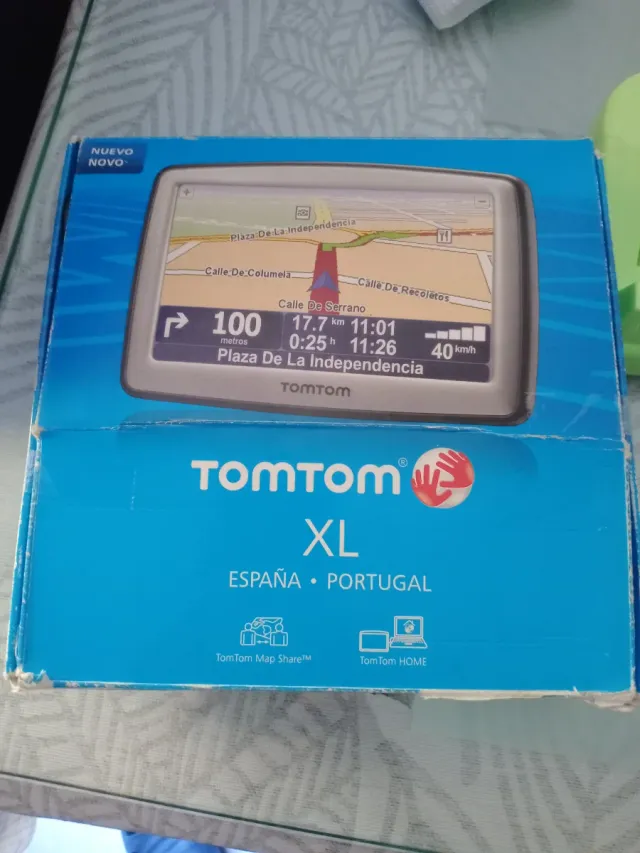 NUEVO
NOVO
Plaza De La Independencia
Calle De Columela
Calle De Recoletos
Calle De Serrano
100
metros
17.7 km 11:01
0:25 h 11:26
40 km/h
Plaza De La Independencia
TOMTOM
TOMTOM®
XL
ESPAÑA • PORTUGAL
TomTom Map Share™
TomTom HOME